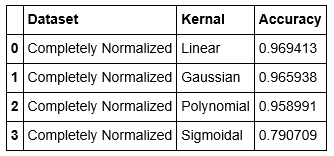 Dataset Kernal Accuracy
0 Completely Normalized Linear 0.969413
1 Completely Normalized Gaussian 0.965938
2 Completely Normalized Polynomial 0.958991
3 Completely Normalized Sigmoidal 0.790709